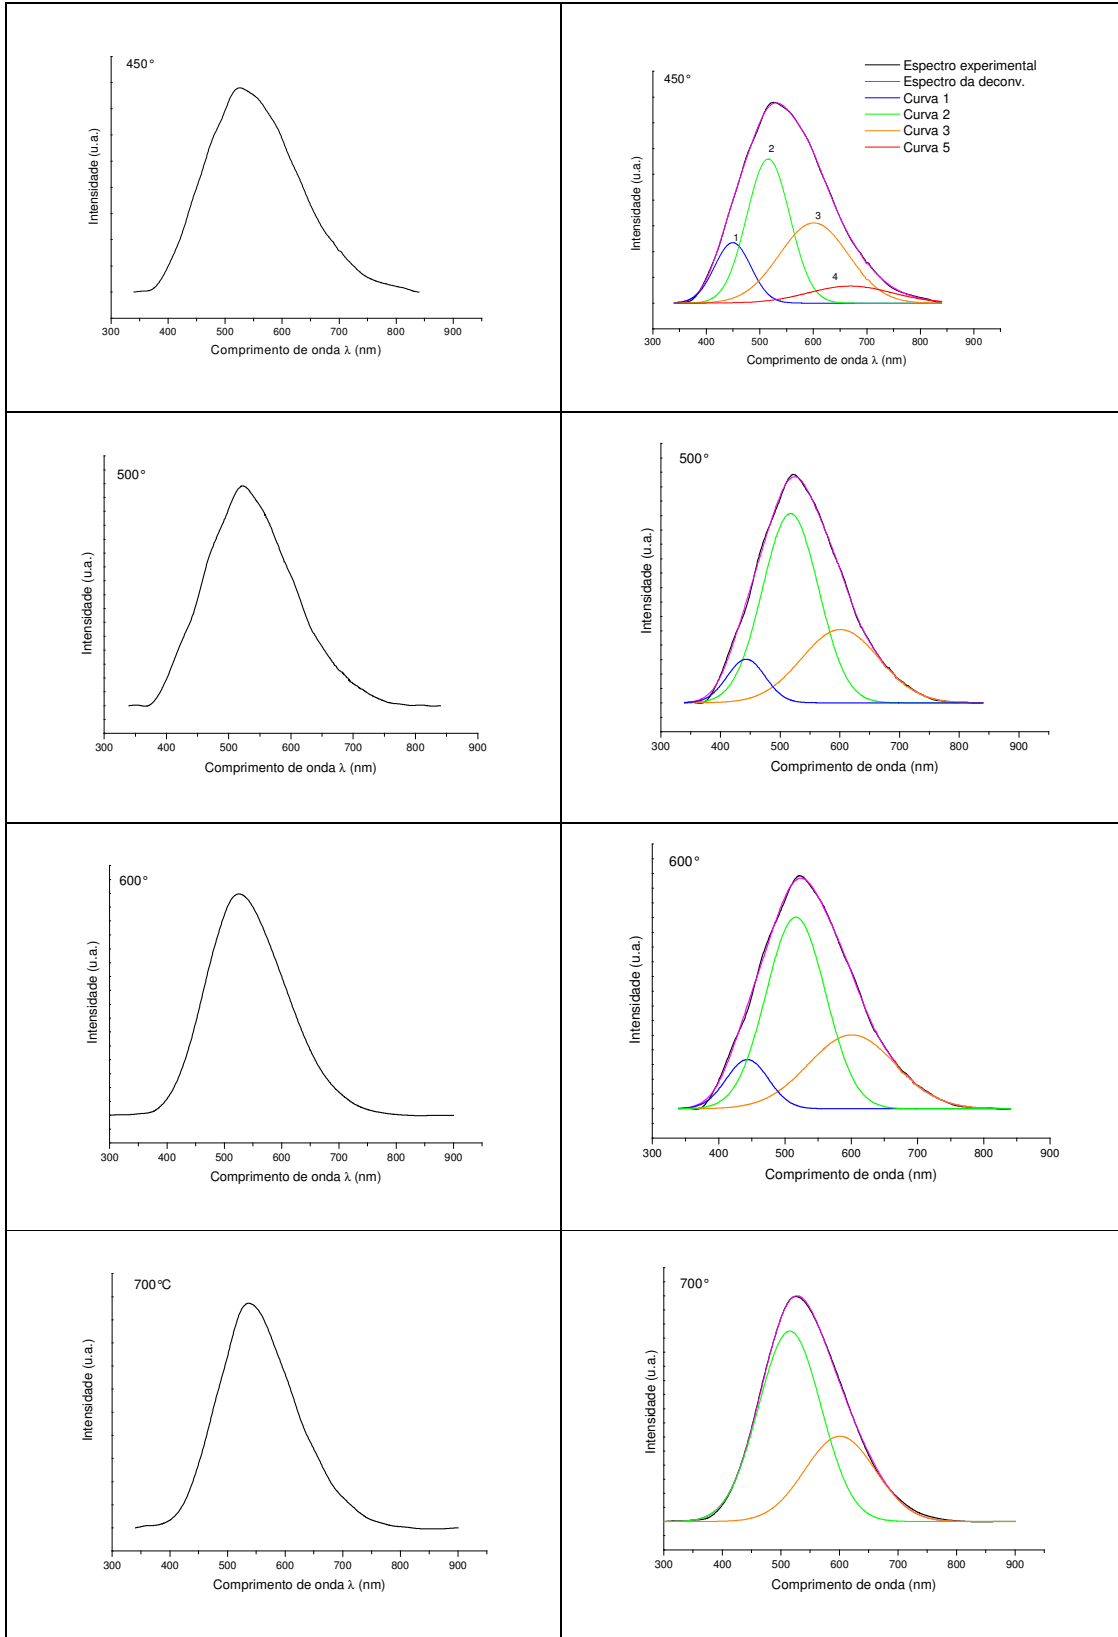 450°
Intensidade (u.a.)
300 400 500 600 700 800 900
Comprimento de onda λ (nm)
450°
Espectro experimental
Espectro da deconv.
Curva 1
Curva 2
Curva 3
Curva 5
1
2
3
4
Intensidade (u.a.)
300 400 500 600 700 800 900
Comprimento de onda λ (nm)
500°
Intensidade (u.a.)
300 400 500 600 700 800 900
Comprimento de onda λ (nm)
500°
Intensidade (u.a.)
300 400 500 600 700 800 900
Comprimento de onda (nm)
600°
Intensidade (u.a.)
300 400 500 600 700 800 900
Comprimento de onda λ (nm)
600°
Intensidade (u.a.)
300 400 500 600 700 800 900
Comprimento de onda (nm)
700°C
Intensidade (u.a.)
300 400 500 600 700 800 900
Comprimento de onda λ (nm)
700°
Intensidade (u.a.)
300 400 500 600 700 800 900
Comprimento de onda (nm)